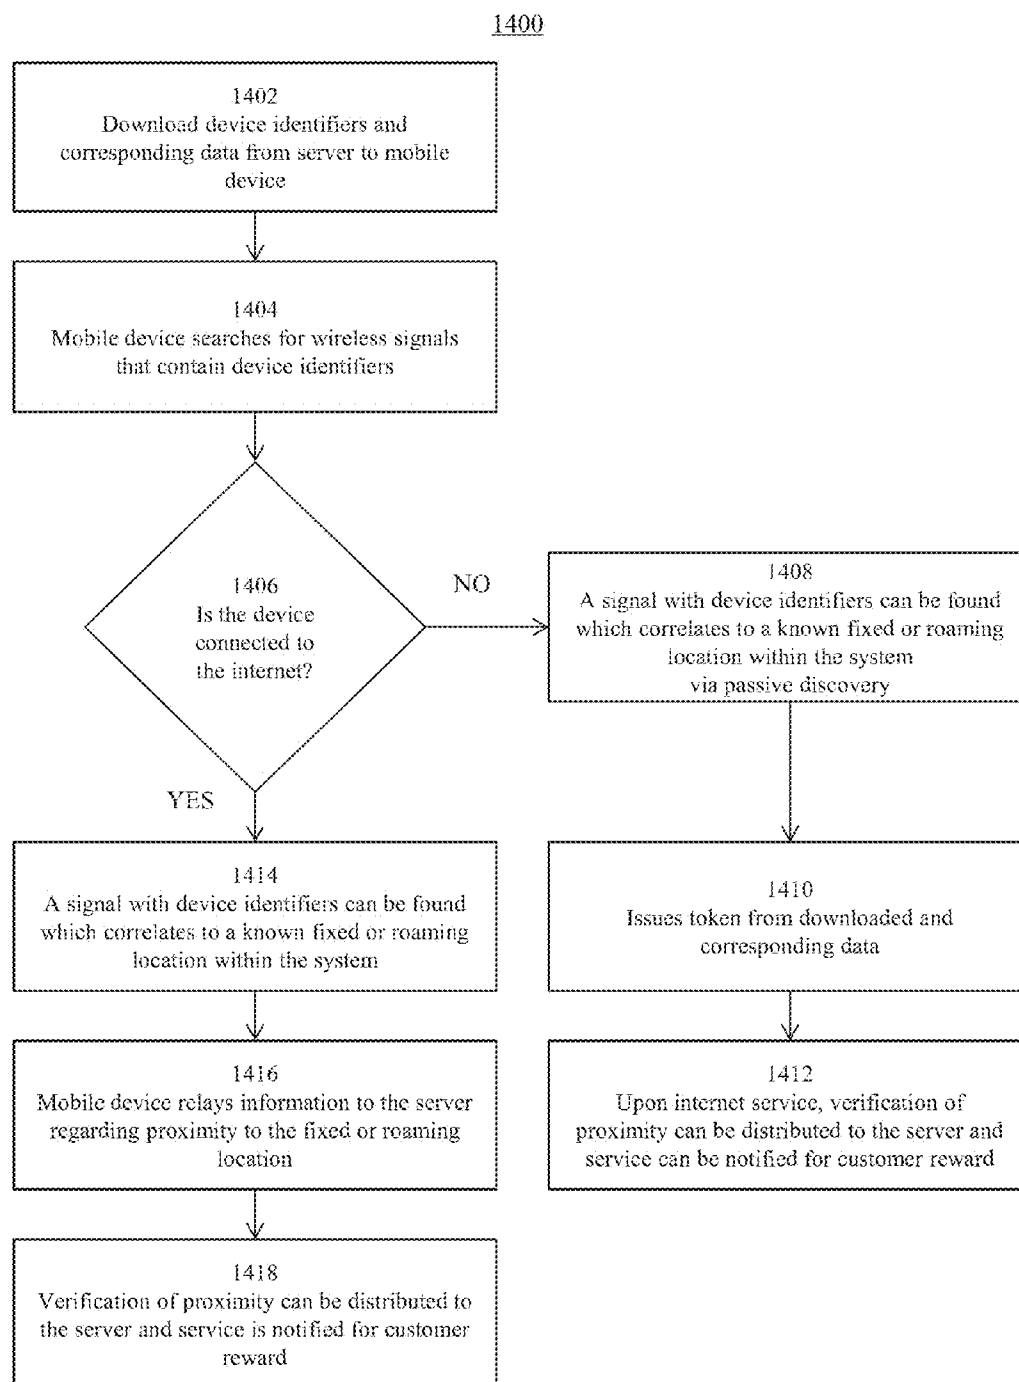 1400
1402
Download device identifiers and
corresponding data from server to mobile
device
1404
Mobile device searches for wireless signals
that contain device identifiers
1406
Is the device
connected to
the internet?
NO
1408
A signal with device identifiers can be found
which correlates to a known fixed or roaming
location within the system
via passive discovery
YES
1414
A signal with device identifiers can be found
which correlates to a known fixed or roaming
location within the system
1410
Issues token from downloaded and
corresponding data
1416
Mobile device relays information to the server
regarding proximity to the fixed or roaming
location
1412
Upon internet service, verification of
proximity can be distributed to the server and
service can be notified for customer reward
1418
Verification of proximity can be distributed to
the server and service is notified for customer
reward